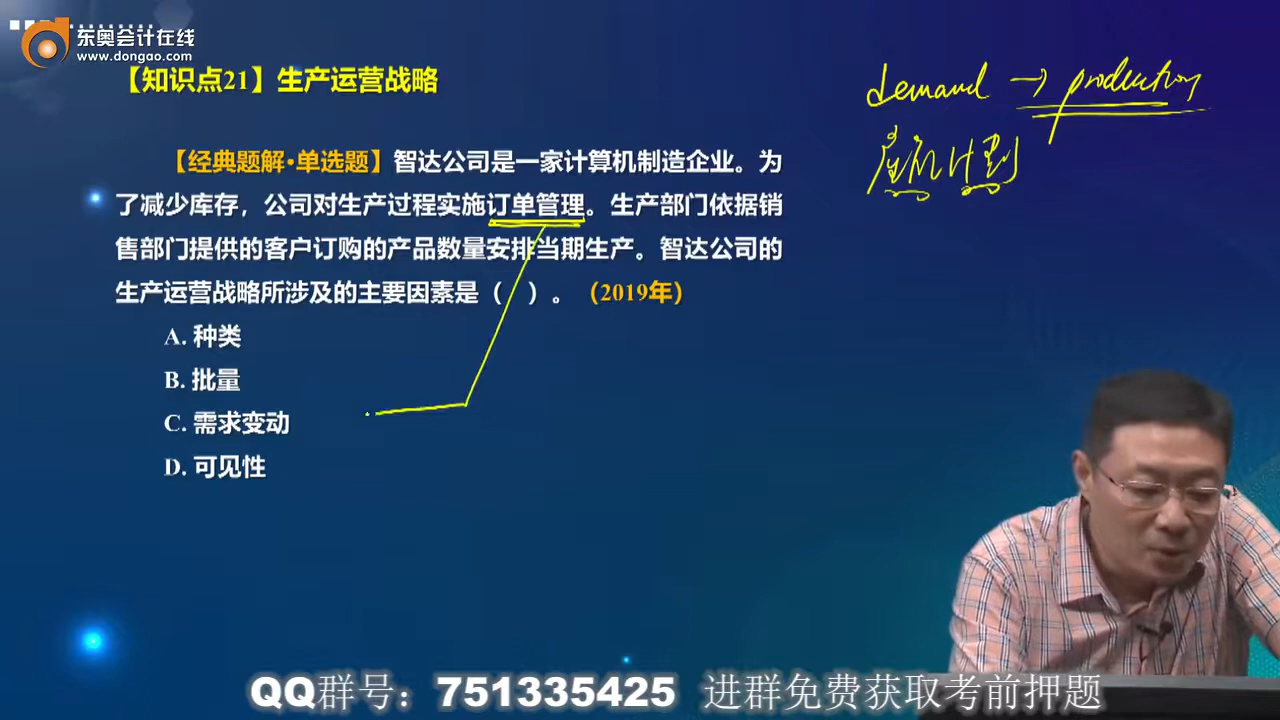 东奥会计在线
www.dongao.com
【知识点21】生产运营战略
demand → production
【经典题解·单选题】智达公司是一家计算机制造企业。为
了减少库存，公司对生产过程实施订单管理。生产部门依据销
售部门提供的客户订购的产品数量安排当期生产。智达公司的
生产运营战略所涉及的主要因素是（ ）。（2019年）
A. 种类
B. 批量
C. 需求变动
D. 可见性
QQ群号：751335425 进群免费获取考前押题